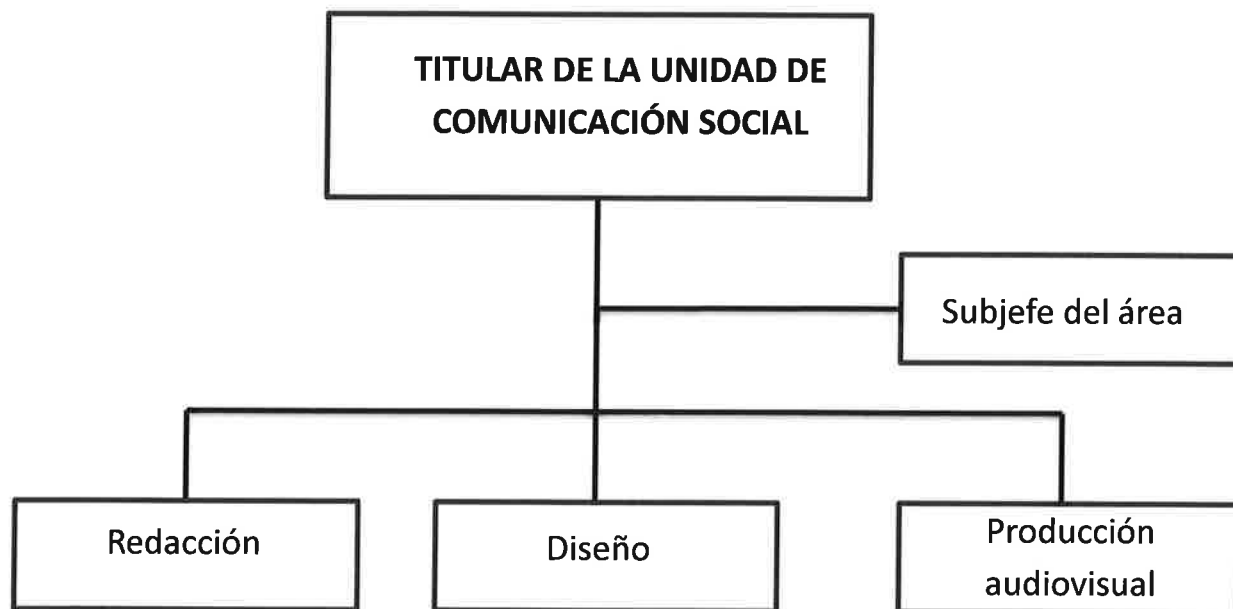 TITULAR DE LA UNIDAD DE
COMUNICACIÓN SOCIAL
Subjefe del área
Redacción
Diseño
Producción
audiovisual